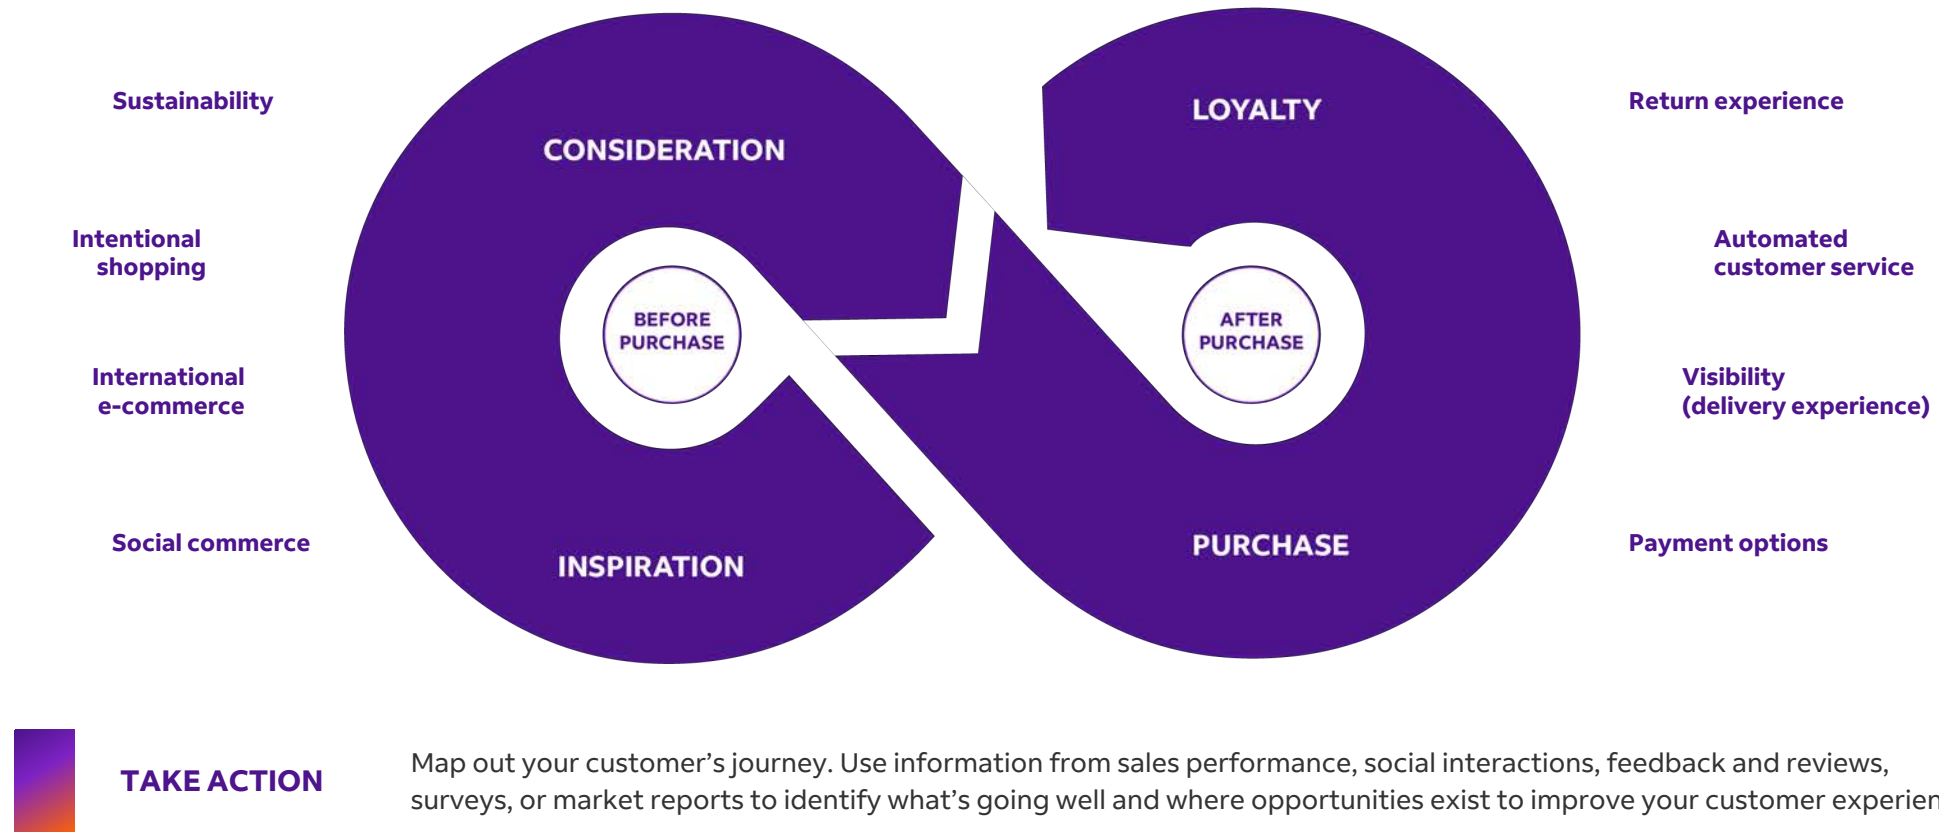 Sustainability
Intentional
shopping
International
e-commerce
Social commerce
CONSIDERATION
BEFORE
PURCHASE
INSPIRATION
LOYALTY
AFTER
PURCHASE
PURCHASE
Return experience
Automated
customer service
Visibility
(delivery experience)
Payment options
TAKE ACTION
Map out your customer’s journey. Use information from sales performance, social interactions, feedback and reviews,
surveys, or market reports to identify what’s going well and where opportunities exist to improve your customer